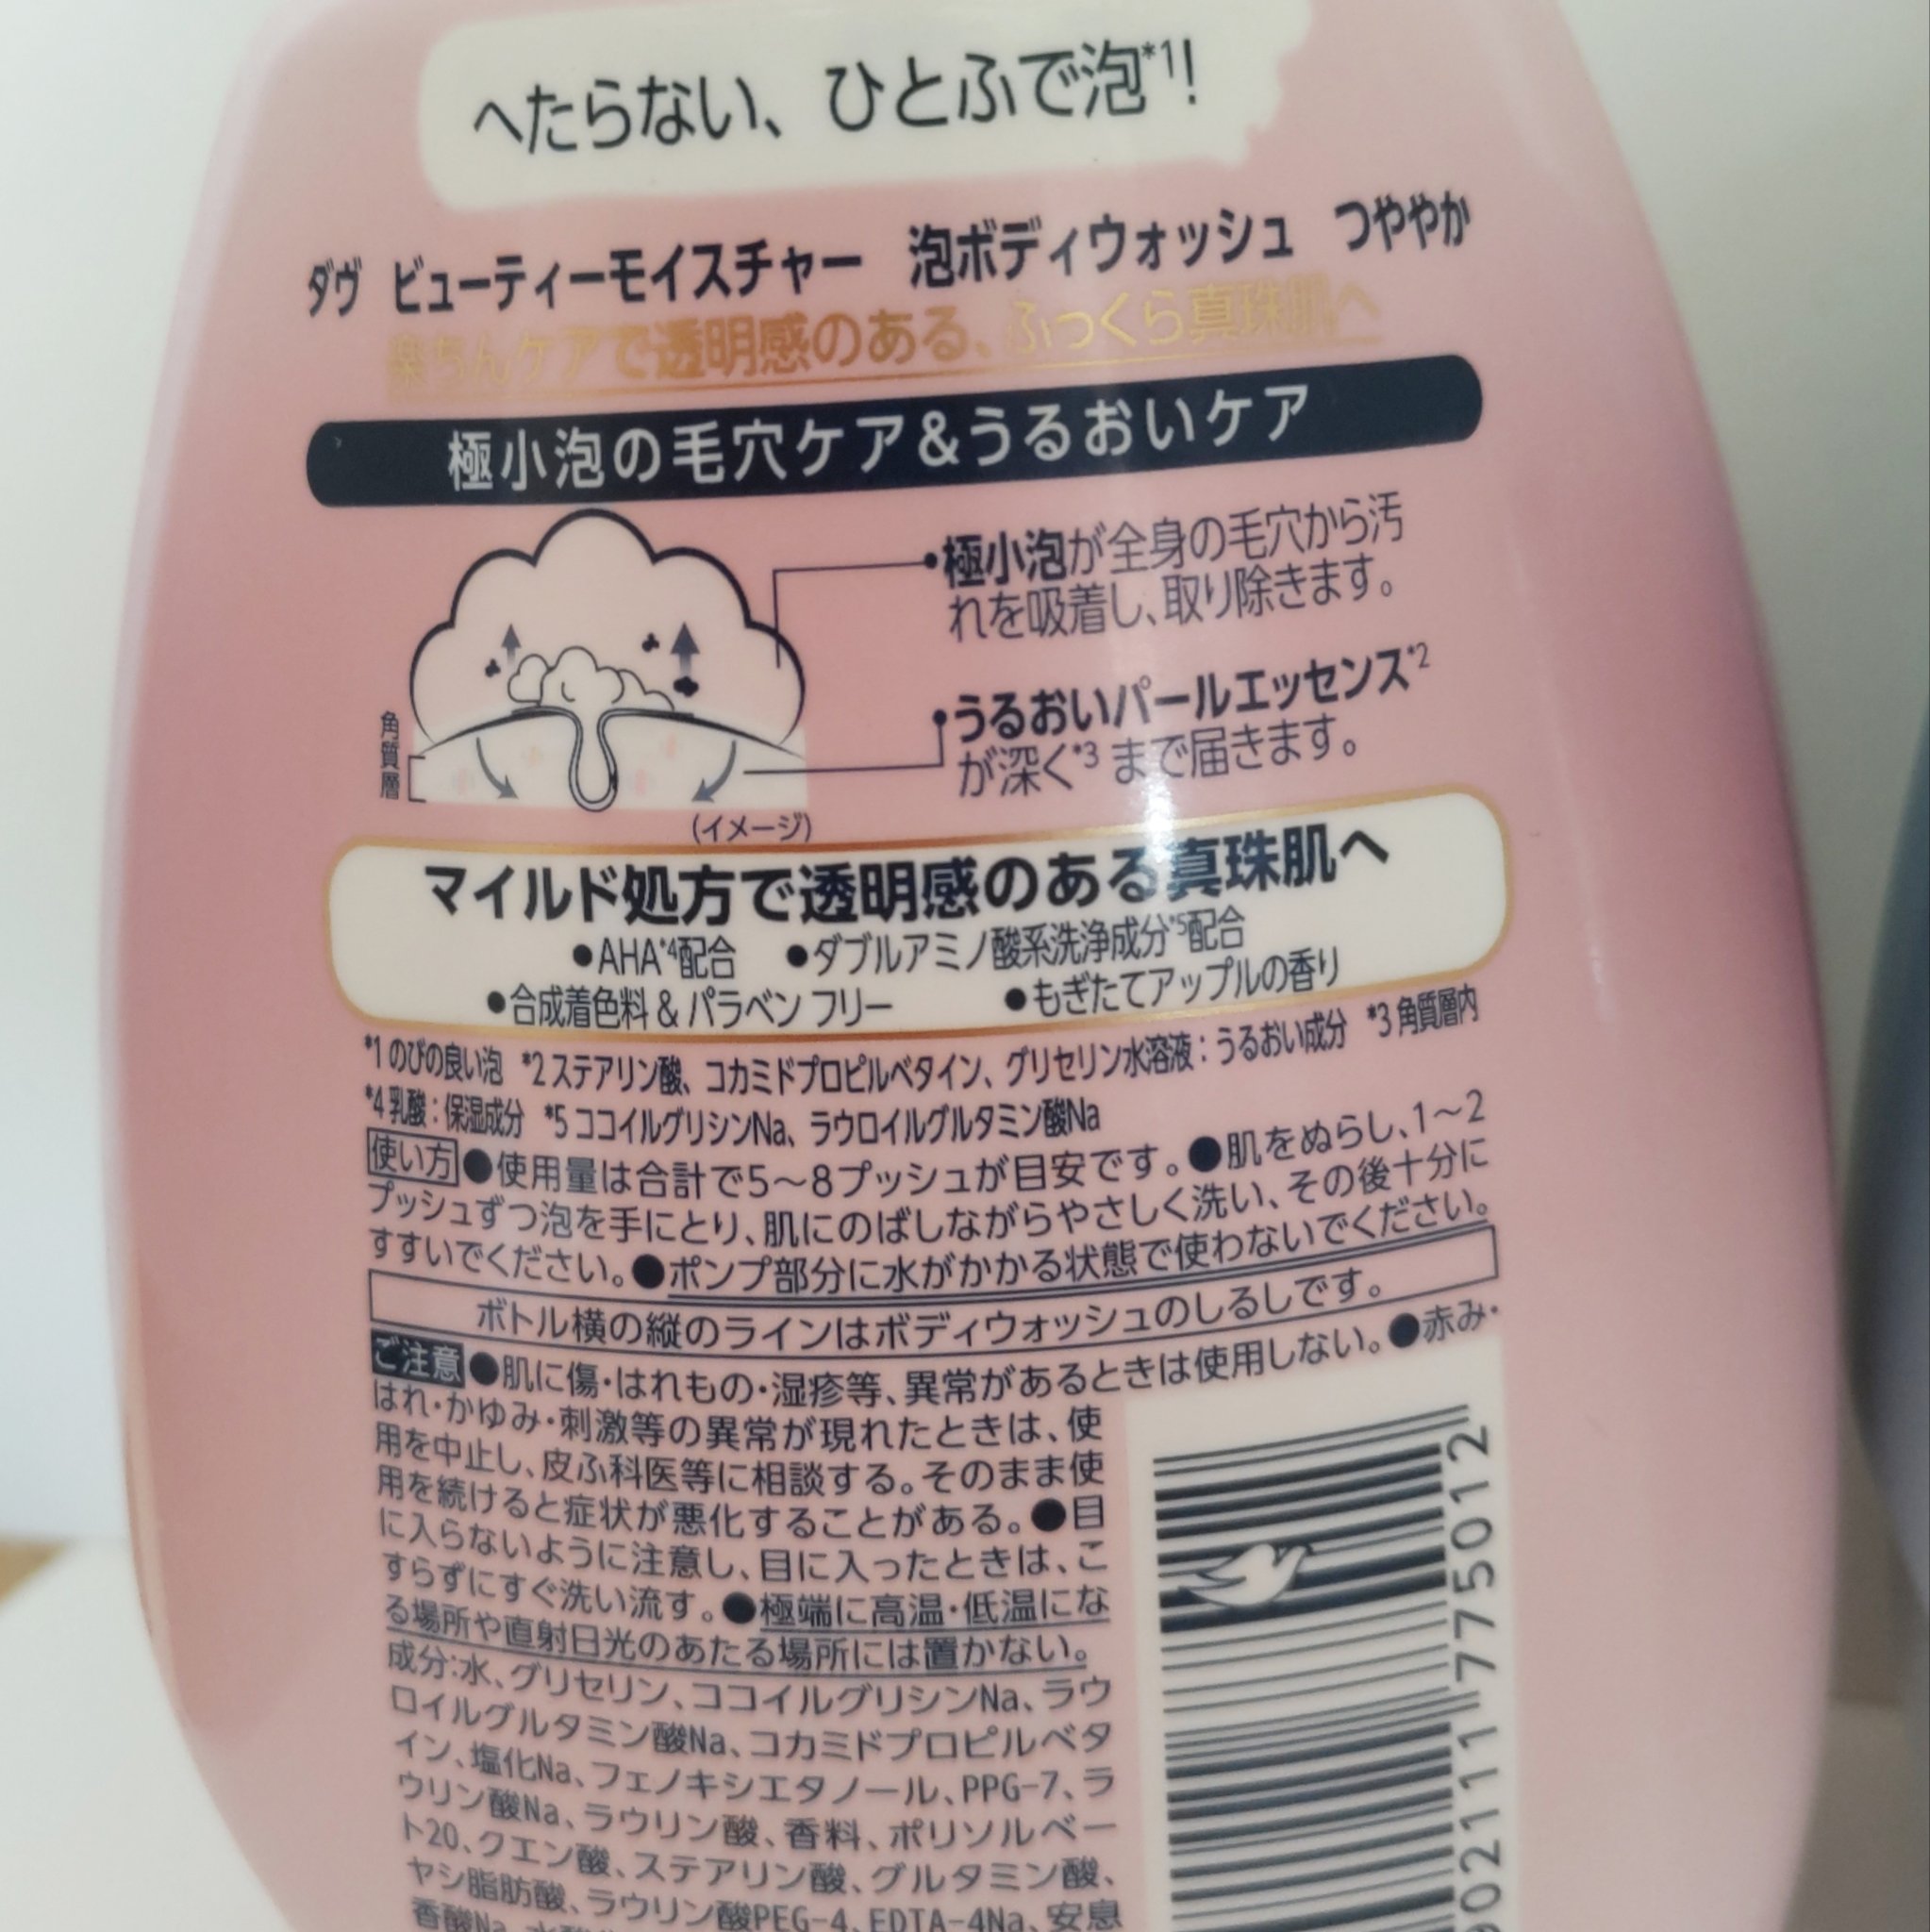 へたらない、ひとふで泡*1!
ダヴ ビューティーモイスチャー 泡ボディウォッシュ つややか
楽ちんケアで透明感のある、ふっくら真珠肌へ
極小泡の毛穴ケア&うるおいケア
•極小泡が全身の毛穴から汚
れを吸着し、取り除きます。
•うるおいパールエッセンス*2
が深く*3 まで届きます。
角質層
(イメージ)
マイルド処方で透明感のある真珠肌へ
●AHA*4配合 ●ダブルアミノ酸系洗浄成分*5配合
●合成着色料 & パラベン フリー ●もぎたてアップルの香り
*1 のびの良い泡 *2 ステアリン酸、コカミドプロピルベタイン、グリセリン水溶液：うるおい成分 *3 角質層内
*4 乳酸：保湿成分 *5 ココイルグリシンNa、ラウロイルグルタミン酸Na
使い方●使用量は合計で5～8プッシュが目安です。●肌をぬらし、1～2
プッシュずつ泡を手にとり、肌にのばしながらやさしく洗い、その後十分に
すすいでください。●ポンプ部分に水がかかる状態で使わないでください。
ボトル横の縦のラインはボディウォッシュのしるしです。
ご注意●肌に傷・はれもの・湿疹等、異常があるときは使用しない。●赤み・
はれ・かゆみ・刺激等の異常が現れたときは、使
用を中止し、皮ふ科医等に相談する。そのまま使
用を続けると症状が悪化することがある。●目
に入らないように注意し、目に入ったときは、こ
すらずにすぐ洗い流す。●極端に高温・低温にな
る場所や直射日光のあたる場所には置かない。
成分:水、グリセリン、ココイルグリシンNa、ラウ
ロイルグルタミン酸Na、コカミドプロピルベタ
イン、塩化Na、フェノキシエタノール、PPG-7、ラ
ウリン酸Na、ラウリン酸、香料、ポリソルベー
ト20、クエン酸、ステアリン酸、グルタミン酸、
ヤシ脂肪酸、ラウリン酸PEG-4、EDTA-4Na、安息
香酸Na、
902111 775012